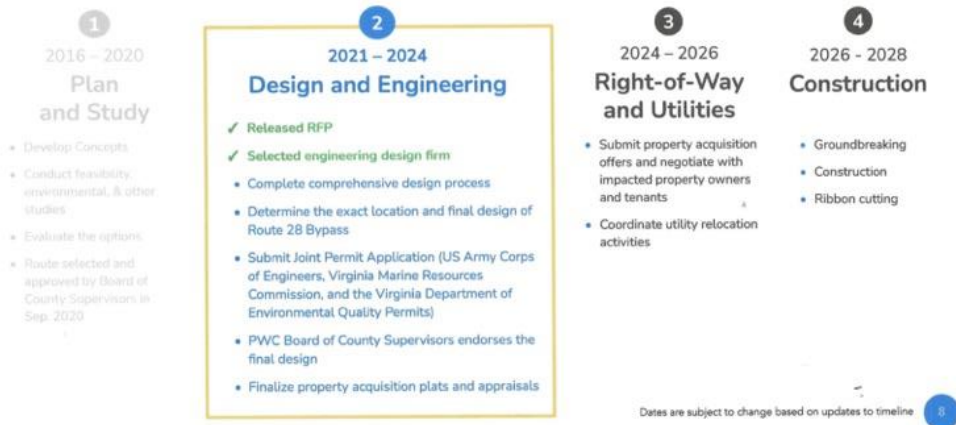 1
2016 – 2020
Plan
and Study
• Develop Concepts
• Conduct feasibility,
environmental, & other
studies
• Evaluate the options
• Route selected and
approved by Board of
County Supervisors in
Sep. 2020
2
2021 – 2024
Design and Engineering
✓ Released RFP
✓ Selected engineering design firm
• Complete comprehensive design process
• Determine the exact location and final design of
Route 28 Bypass
• Submit Joint Permit Application (US Army Corps
of Engineers, Virginia Marine Resources
Commission, and the Virginia Department of
Environmental Quality Permits)
• PWC Board of County Supervisors endorses the
final design
• Finalize property acquisition plats and appraisals
3
2024 – 2026
Right-of-Way
and Utilities
• Submit property acquisition
offers and negotiate with
impacted property owners
and tenants
• Coordinate utility relocation
activities
4
2026 - 2028
Construction
• Groundbreaking
• Construction
• Ribbon cutting
Dates are subject to change based on updates to timeline
8